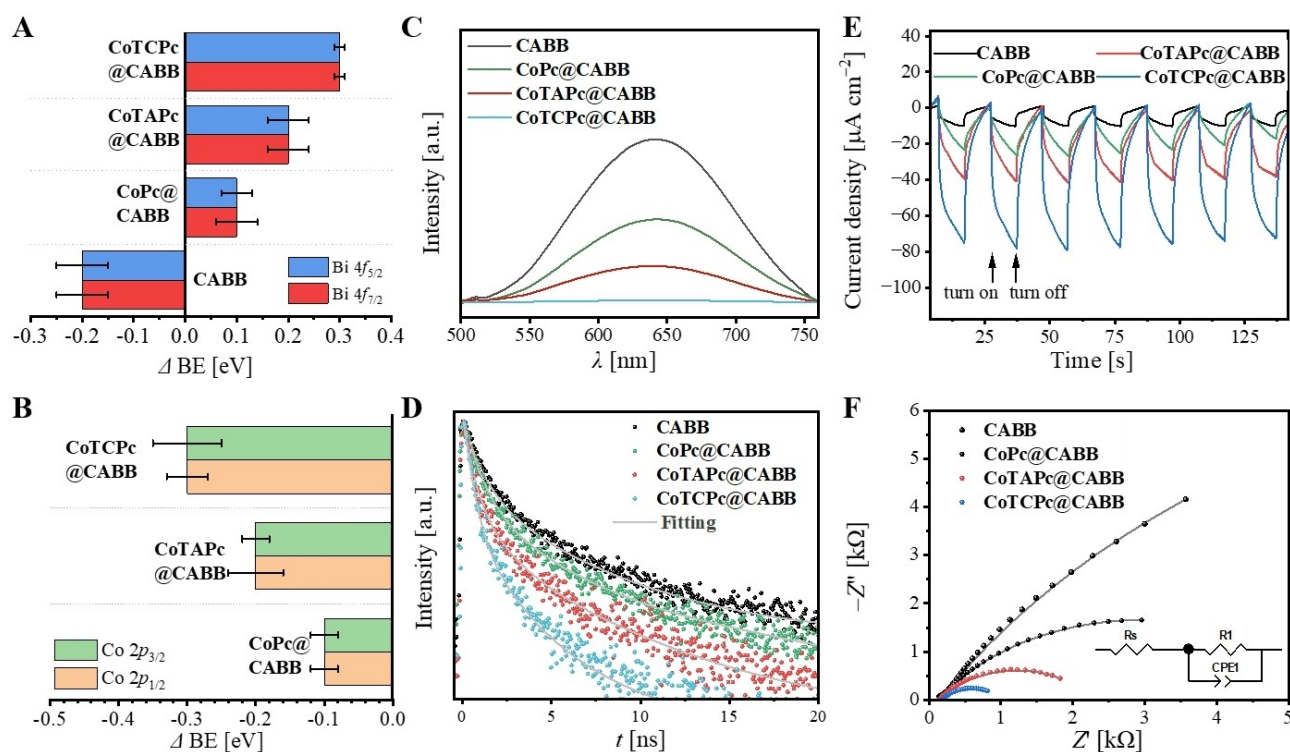 A
CoTCPc
@CABB
CoTAPc
@CABB
CoPc@
CABB
CABB
Bi 4f5/2
Bi 4f7/2
-0.3 -0.2 -0.1 0.0 0.1 0.2 0.3 0.4
Δ BE [eV]
B
CoTCPc
@CABB
CoTAPc
@CABB
CoPc@
CABB
Co 2p3/2
Co 2p1/2
-0.5 -0.4 -0.3 -0.2 -0.1 0.0
Δ BE [eV]
C
CABB
CoPc@CABB
CoTAPc@CABB
CoTCPc@CABB
Intensity [a.u.]
500 550 600 650 700 750
λ [nm]
D
CABB
CoPc@CABB
CoTAPc@CABB
CoTCPc@CABB
Fitting
Intensity [a.u.]
0 5 10 15 20
t [ns]
E
CABB CoTAPc@CABB
CoPc@CABB CoTCPc@CABB
40
20
0
−20
−40
−60
−80
−100
Current density [µA cm−2]
turn on turn off
25 50 75 100 125
Time [s]
F
CABB
CoPc@CABB
CoTAPc@CABB
CoTCPc@CABB
6
5
4
3
2
1
0
−Z'' [kΩ]
Rs R1
CPE1
0 1 2 3 4 5
Z' [kΩ]